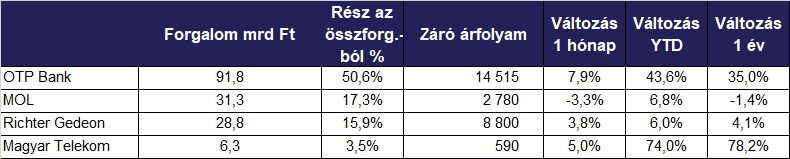 Forgalom mrd Ft Rész az összforg.-ból % Záró árfolyam Változás 1 hónap Változás YTD Változás 1 év
OTP Bank 91,8 50,6% 14 515 7,9% 43,6% 35,0%
MOL 31,3 17,3% 2 780 -3,3% 6,8% -1,4%
Richter Gedeon 28,8 15,9% 8 800 3,8% 6,0% 4,1%
Magyar Telekom 6,3 3,5% 590 5,0% 74,0% 78,2%